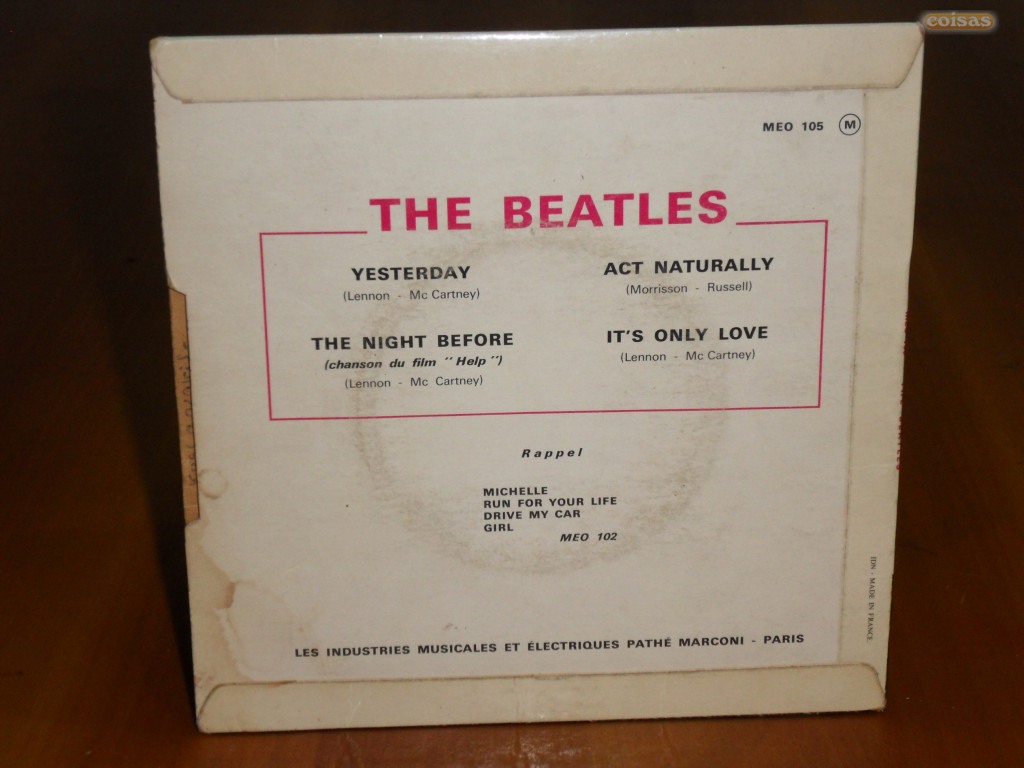 coisas
MEO 105 M
THE BEATLES
YESTERDAY
(Lennon - Mc Cartney)
THE NIGHT BEFORE
(chanson du film "Help")
(Lennon - Mc Cartney)
ACT NATURALLY
(Morrisson - Russell)
IT'S ONLY LOVE
(Lennon - Mc Cartney)
Rappel
MICHELLE
RUN FOR YOUR LIFE
DRIVE MY CAR
GIRL
MEO 102
IDN - MADE IN FRANCE
LES INDUSTRIES MUSICALES ET ÉLECTRIQUES PATHÉ MARCONI - PARIS